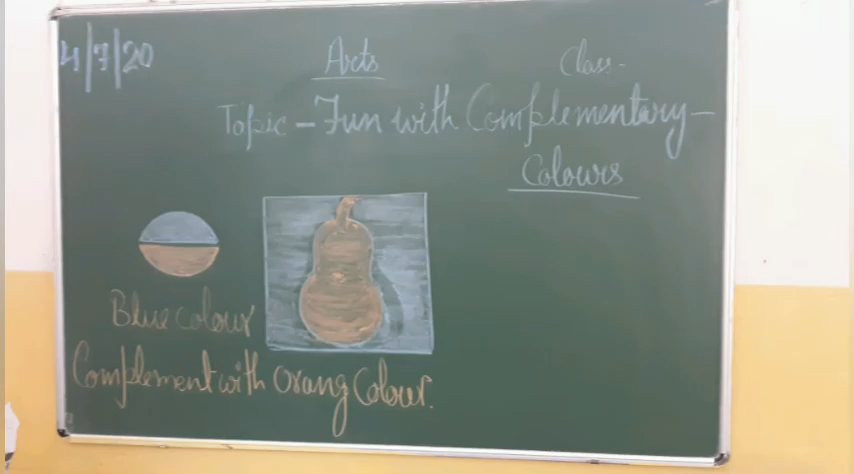 4/7/20
Arts
Class-
Topic - Fun with Complementary-
Colours
Blue colour
Complement with Orang Colour.